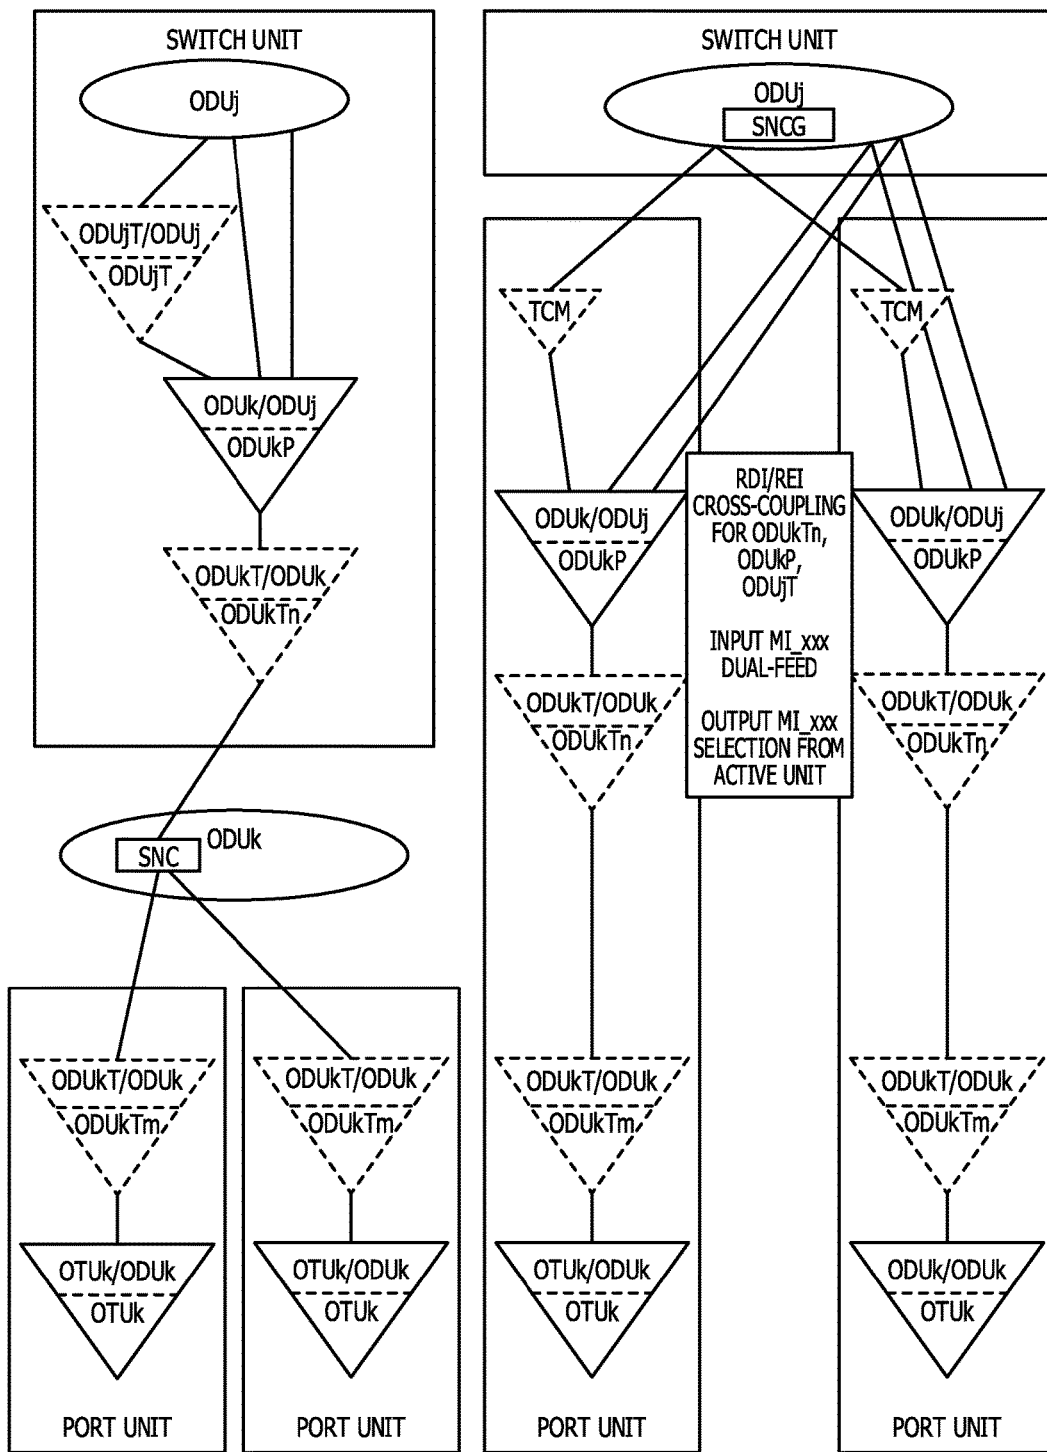 SWITCH UNIT
ODUj
ODUjT/ODUj
ODUjT
ODUk/ODUj
ODUkP
ODUkT/ODUk
ODUkTn
ODUk
SNC
ODUkT/ODUk
ODUkTm
OTUk/ODUk
OTUk
PORT UNIT
ODUkT/ODUk
ODUkTm
OTUk/ODUk
OTUk
PORT UNIT
SWITCH UNIT
ODUj
SNCG
TCM
ODUk/ODUj
ODUkP
ODUkT/ODUk
ODUkTn
ODUkT/ODUk
ODUkTm
OTUk/ODUk
OTUk
PORT UNIT
RDI/REI
CROSS-COUPLING
FOR ODUkTn,
ODUkP,
ODUjT
INPUT MI_xxx
DUAL-FEED
OUTPUT MI_xxx
SELECTION FROM
ACTIVE UNIT
TCM
ODUk/ODUj
ODUkP
ODUkT/ODUk
ODUkTn
ODUkT/ODUk
ODUkTm
ODUk/ODUk
OTUk
PORT UNIT